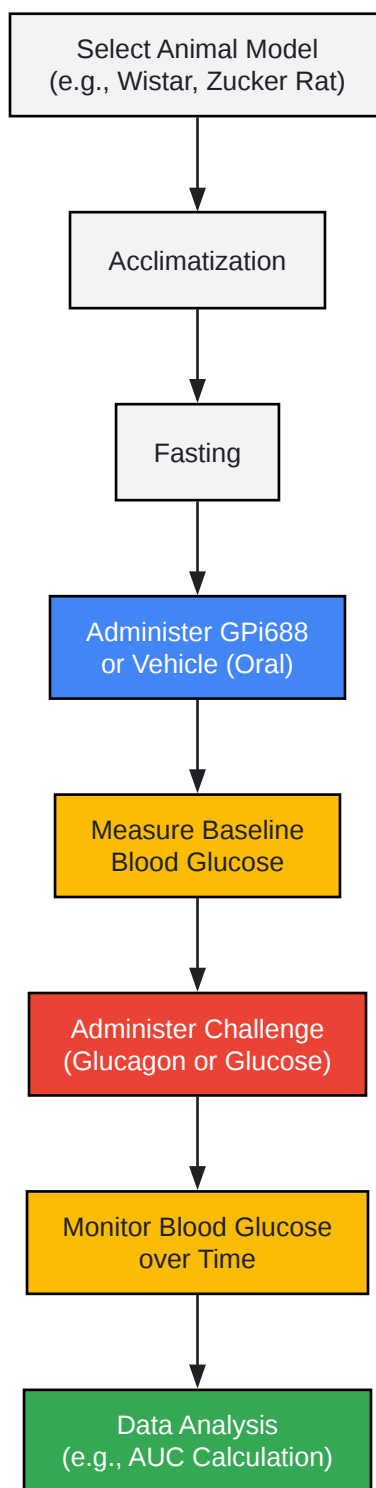 Select Animal Model
(e.g., Wistar, Zucker Rat)
Acclimatization
Fasting
Administer GPi688
or Vehicle (Oral)
Measure Baseline
Blood Glucose
Administer Challenge
(Glucagon or Glucose)
Monitor Blood Glucose
over Time
Data Analysis
(e.g., AUC Calculation)